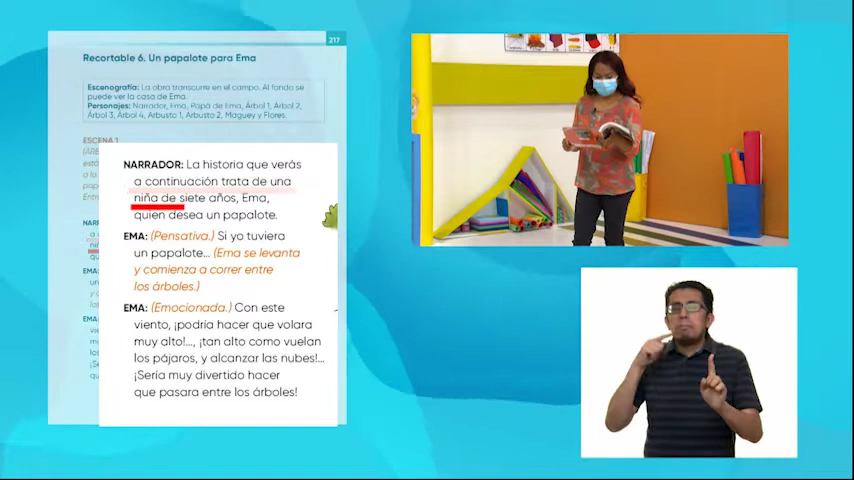 217
Recortable 6. Un papalote para Ema
Escenografía: La obra transcurre en el campo. Al fondo se
puede ver la casa de Ema.
Personajes: Narrador, Ema, Papá de Ema, Árbol 1, Árbol 2,
Árbol 3, Árbol 4, Arbusto 1, Arbusto 2, Maguey y Flores.
ESCENA 1
NARRADOR: La historia que verás
a continuación trata de una
niña de siete años, Ema,
quien desea un papalote.
EMA: (Pensativa.) Si yo tuviera
un papalote... (Ema se levanta
y comienza a correr entre
los árboles.)
EMA: (Emocionada.) Con este
viento, ¡podría hacer que volara
muy alto!..., ¡tan alto como vuelan
los pájaros, y alcanzar las nubes!...
¡Sería muy divertido hacer
que pasara entre los árboles!